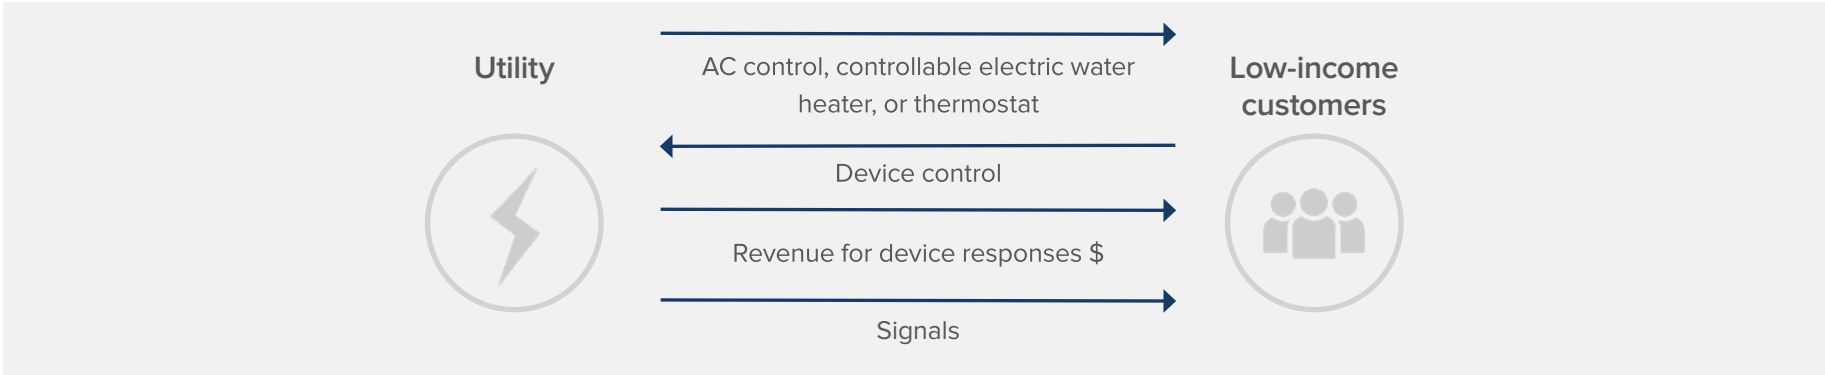 Utility
AC control, controllable electric water
heater, or thermostat
Low-income
customers
Device control
Revenue for device responses $
Signals